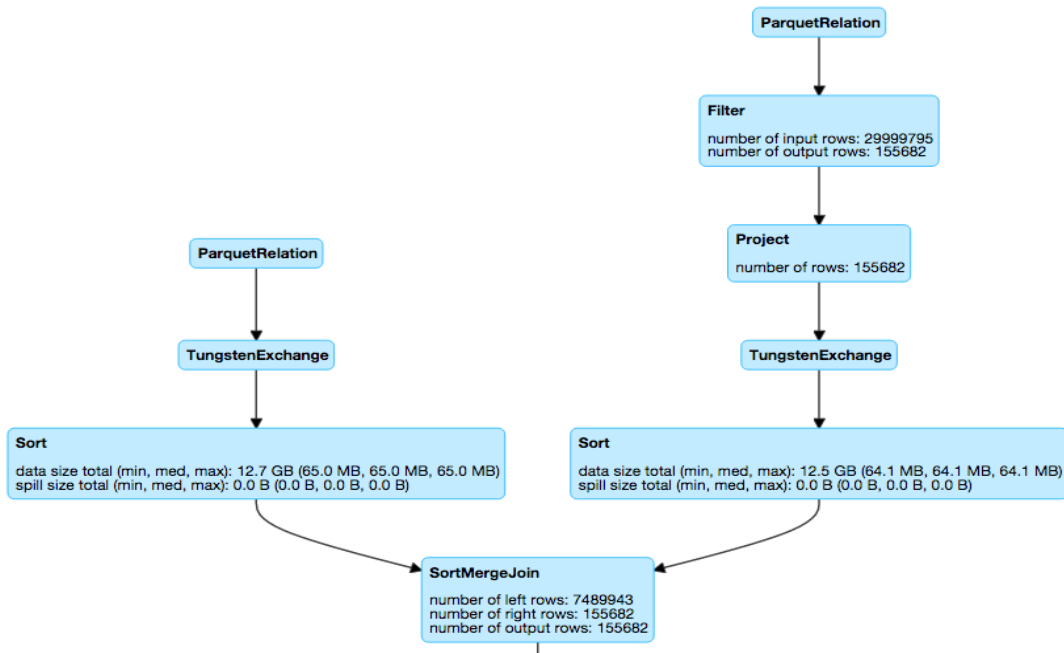 ParquetRelation
Filter
number of input rows: 29999795
number of output rows: 155682
Project
number of rows: 155682
ParquetRelation
TungstenExchange
TungstenExchange
Sort
data size total (min, med, max): 12.7 GB (65.0 MB, 65.0 MB, 65.0 MB)
spill size total (min, med, max): 0.0 B (0.0 B, 0.0 B, 0.0 B)
Sort
data size total (min, med, max): 12.5 GB (64.1 MB, 64.1 MB, 64.1 MB)
spill size total (min, med, max): 0.0 B (0.0 B, 0.0 B, 0.0 B)
SortMergeJoin
number of left rows: 7489943
number of right rows: 155682
number of output rows: 155682